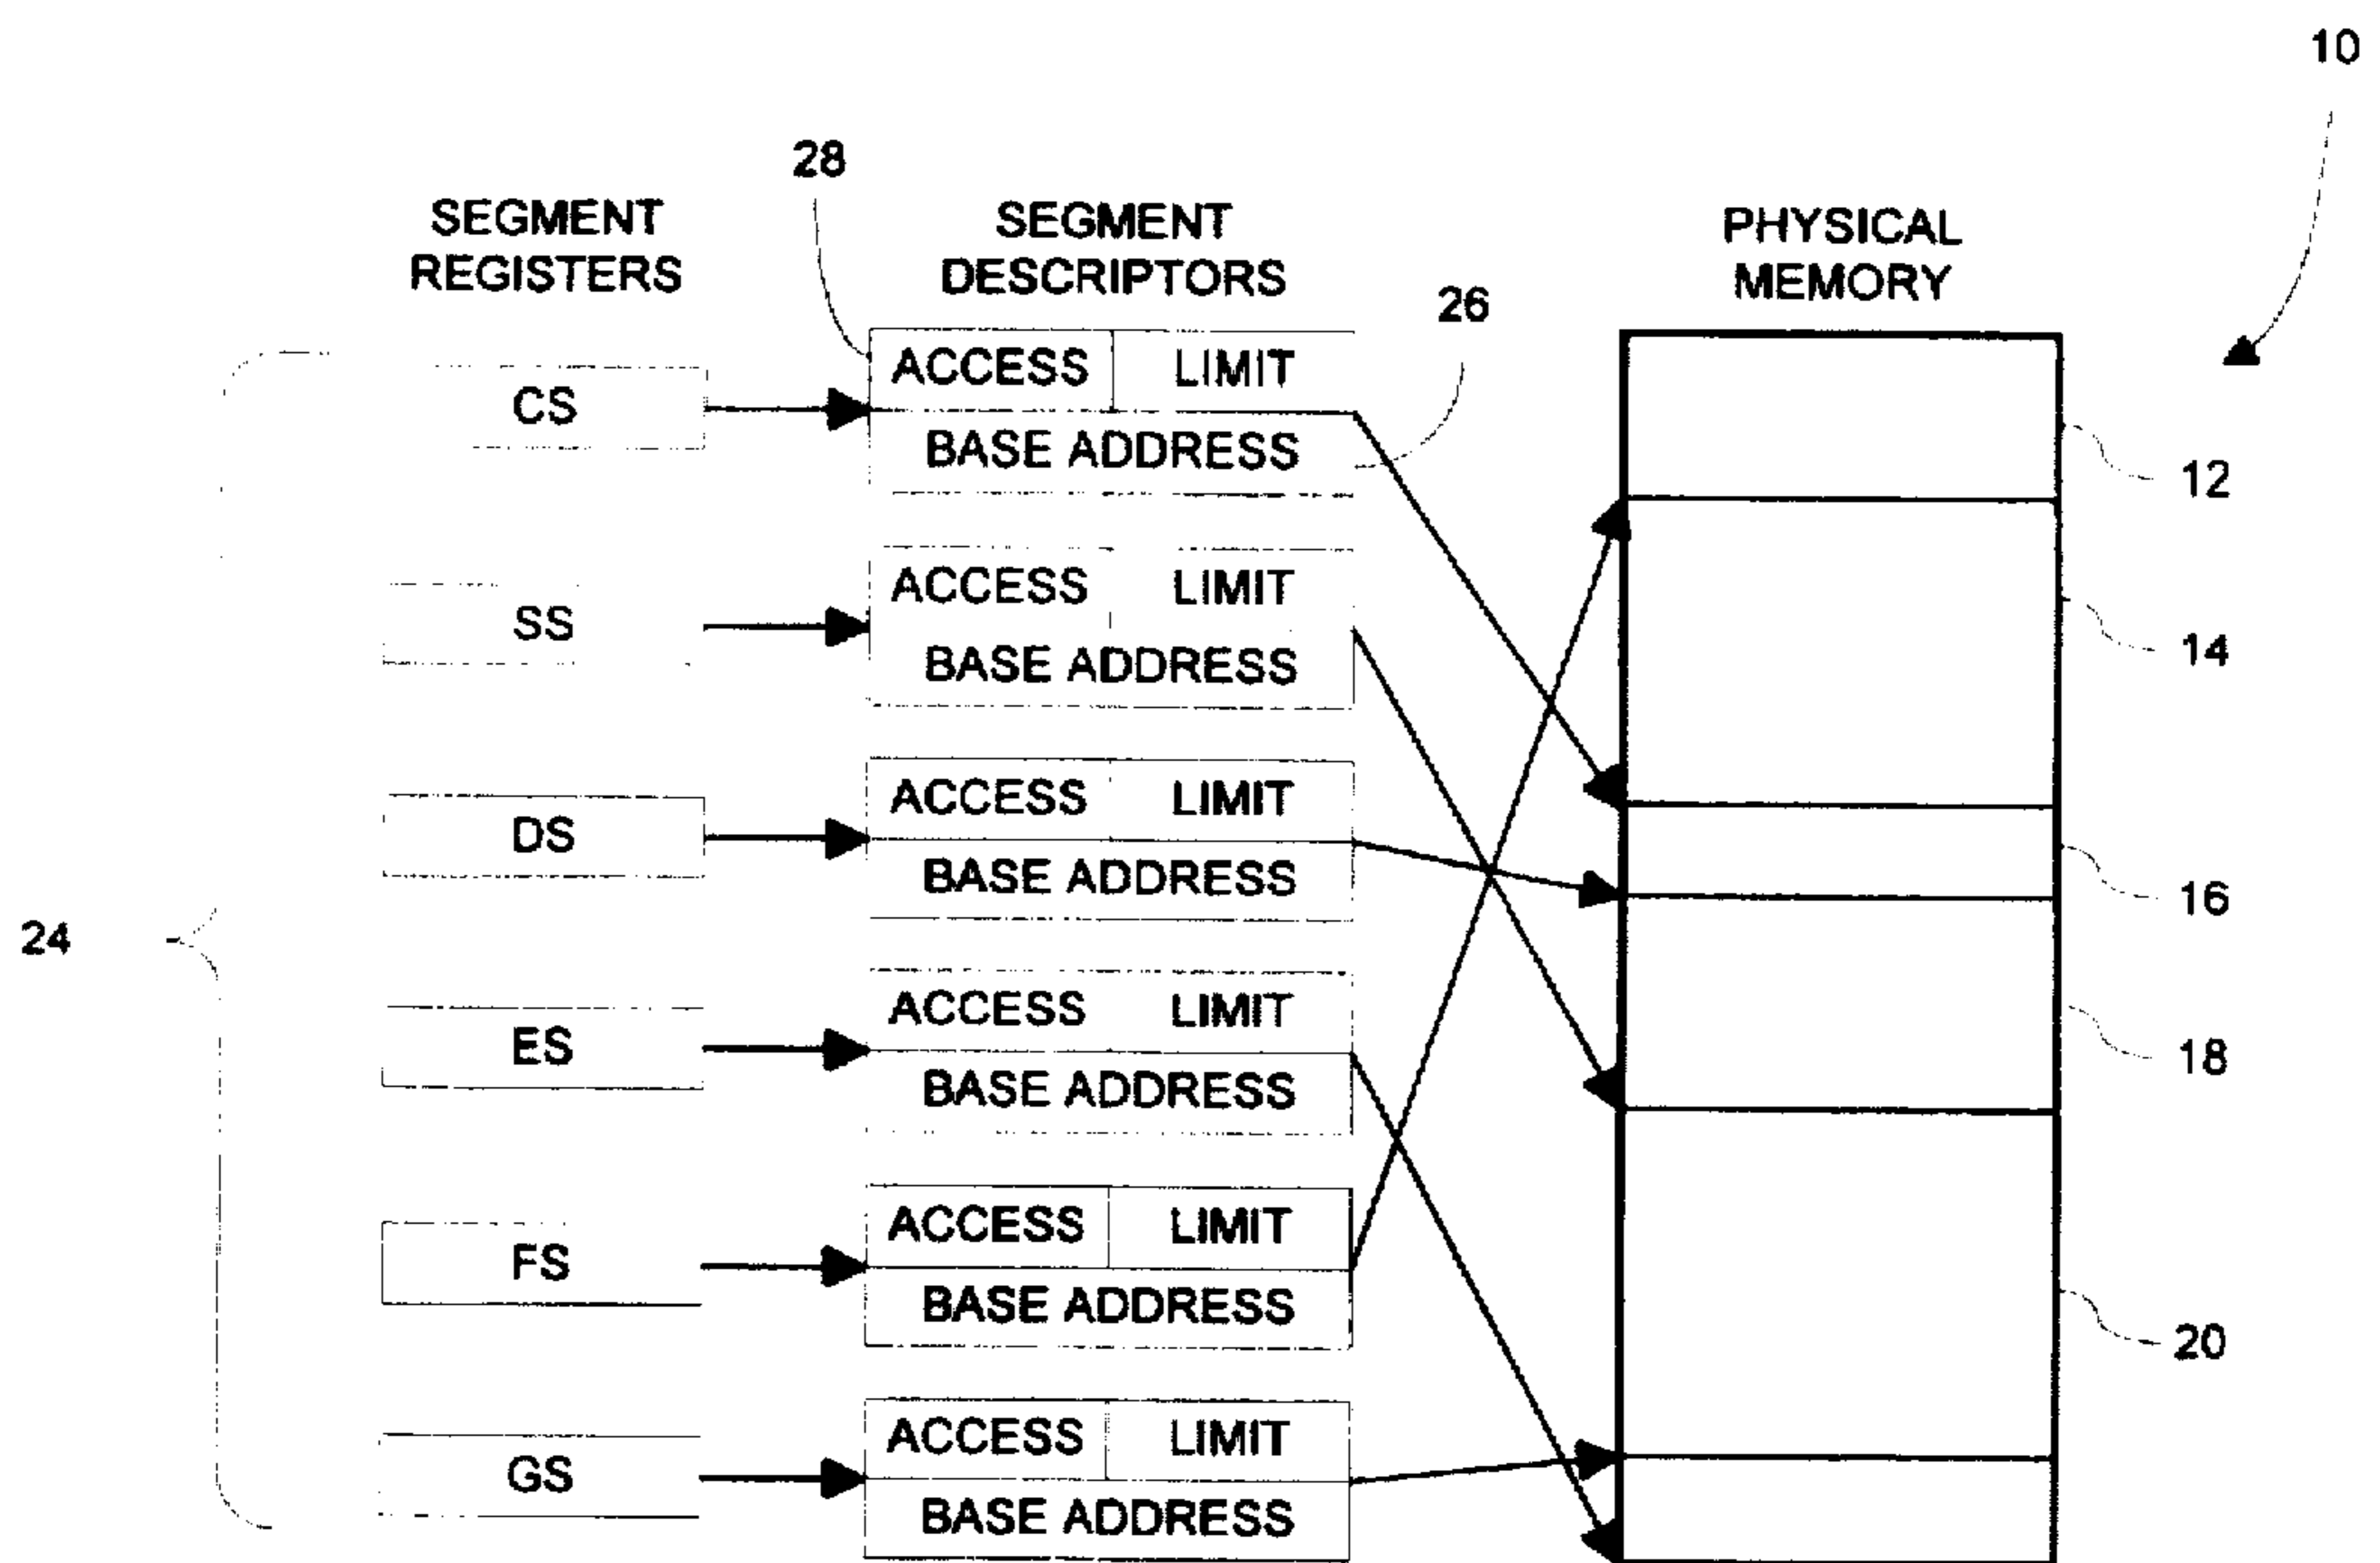 10
28
SEGMENT
REGISTERS
SEGMENT
DESCRIPTORS
PHYSICAL
MEMORY
26
CS
ACCESS LIMIT
BASE ADDRESS
12
SS
ACCESS LIMIT
BASE ADDRESS
14
DS
ACCESS LIMIT
BASE ADDRESS
16
24
ES
ACCESS LIMIT
BASE ADDRESS
18
FS
ACCESS LIMIT
BASE ADDRESS
20
GS
ACCESS LIMIT
BASE ADDRESS